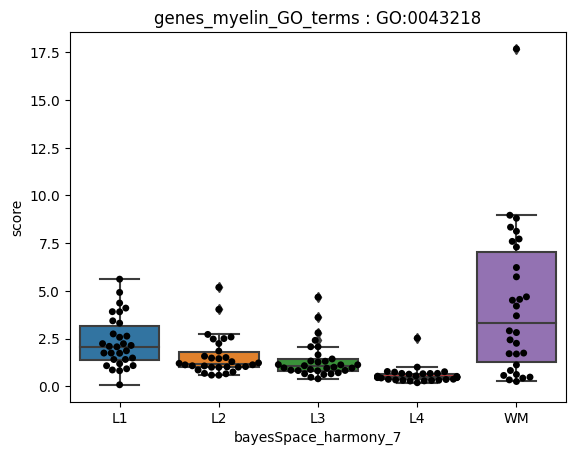 genes_myelin_GO_terms : GO:0043218
17.5
15.0
12.5
10.0
7.5
5.0
2.5
0.0
score
L1 L2 L3 L4 WM
bayesSpace_harmony_7